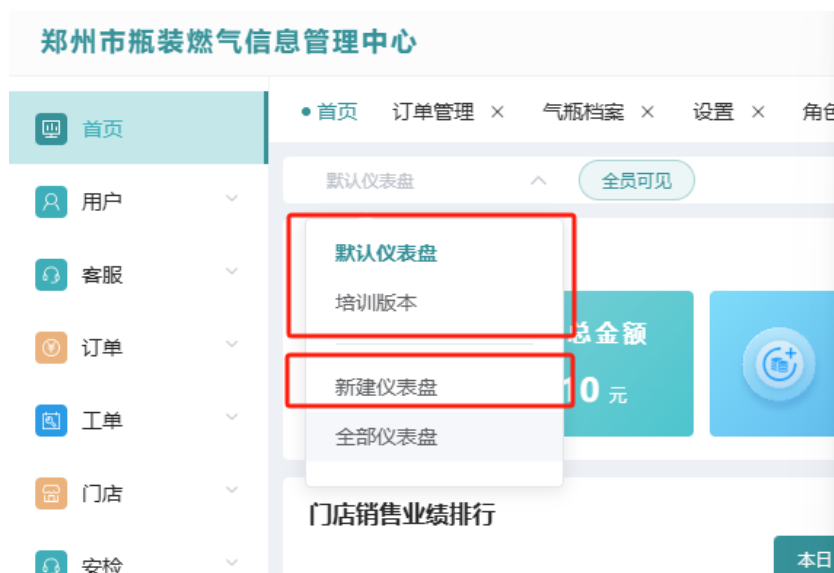 郑州市瓶装燃气信息管理中心
首页
用户
客服
订单
工单
门店
安检
首页 订单管理 × 气瓶档案 × 设置 × 角色
默认仪表盘 全员可见
默认仪表盘
培训版本
新建仪表盘
全部仪表盘
总金额
10 元
门店销售业绩排行
本日